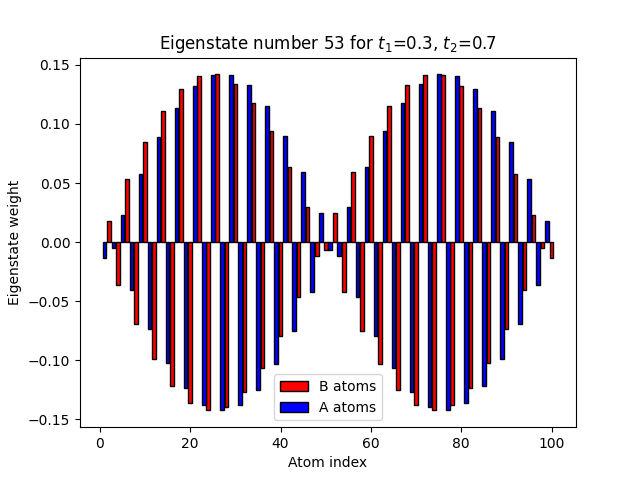 Eigenstate number 53 for t₁=0.3, t₂=0.7
0.15
0.10
0.05
0.00
−0.05
−0.10
−0.15
Eigenstate weight
B atoms
A atoms
0 20 40 60 80 100
Atom index